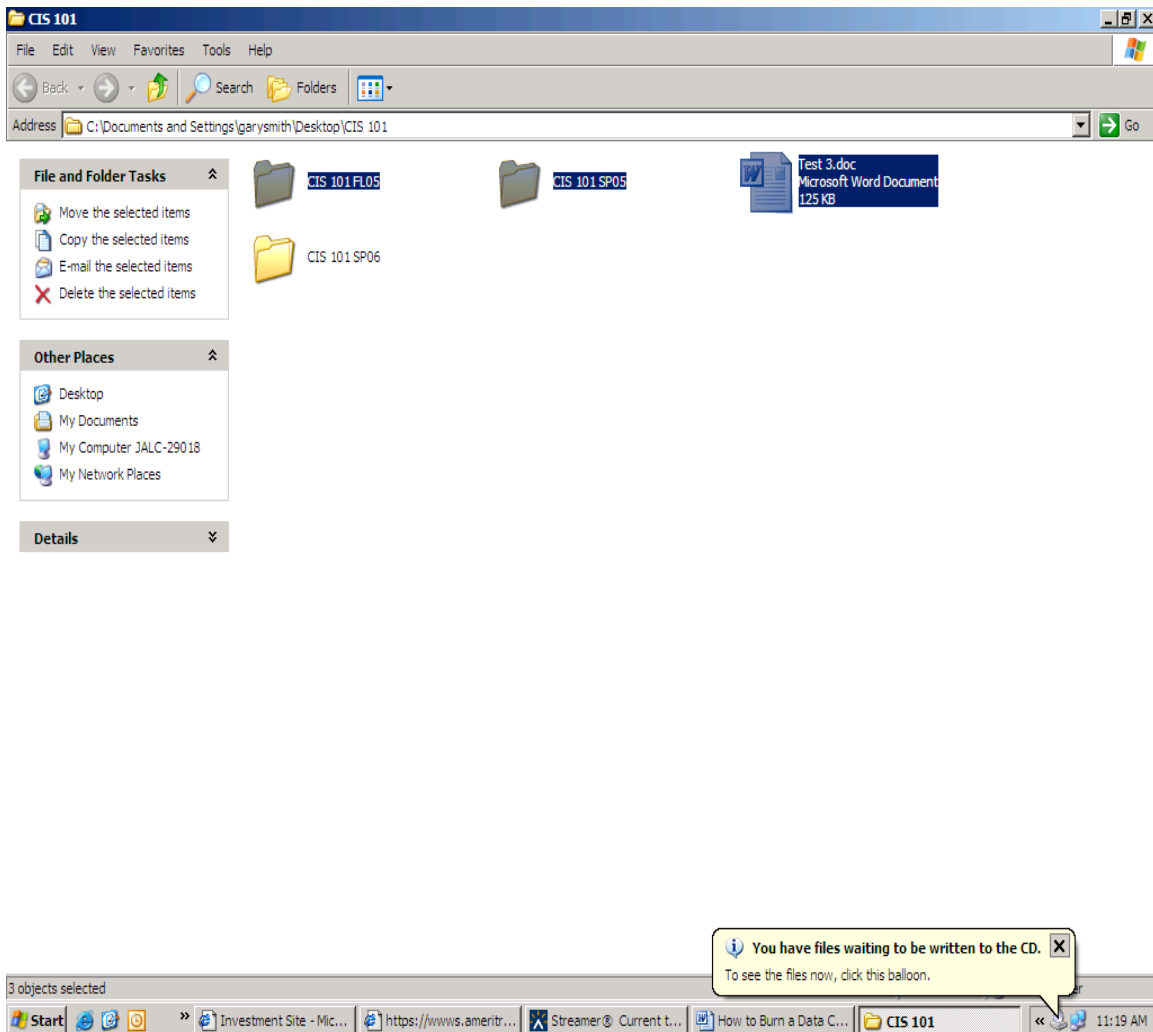 CIS 101
File Edit View Favorites Tools Help
Back Search Folders
Address C:\Documents and Settings\garysmith\Desktop\CIS 101 Go
File and Folder Tasks
Move the selected items
Copy the selected items
E-mail the selected items
Delete the selected items
Other Places
Desktop
My Documents
My Computer JALC-29018
My Network Places
Details
CIS 101 FL05
CIS 101 SP05
Test 3.doc
Microsoft Word Document
125 KB
CIS 101 SP06
You have files waiting to be written to the CD.
To see the files now, click this balloon.
3 objects selected
Start Investment Site - Mic... https://wwws.ameritr... Streamer® Current t... How to Burn a Data C... CIS 101 11:19 AM